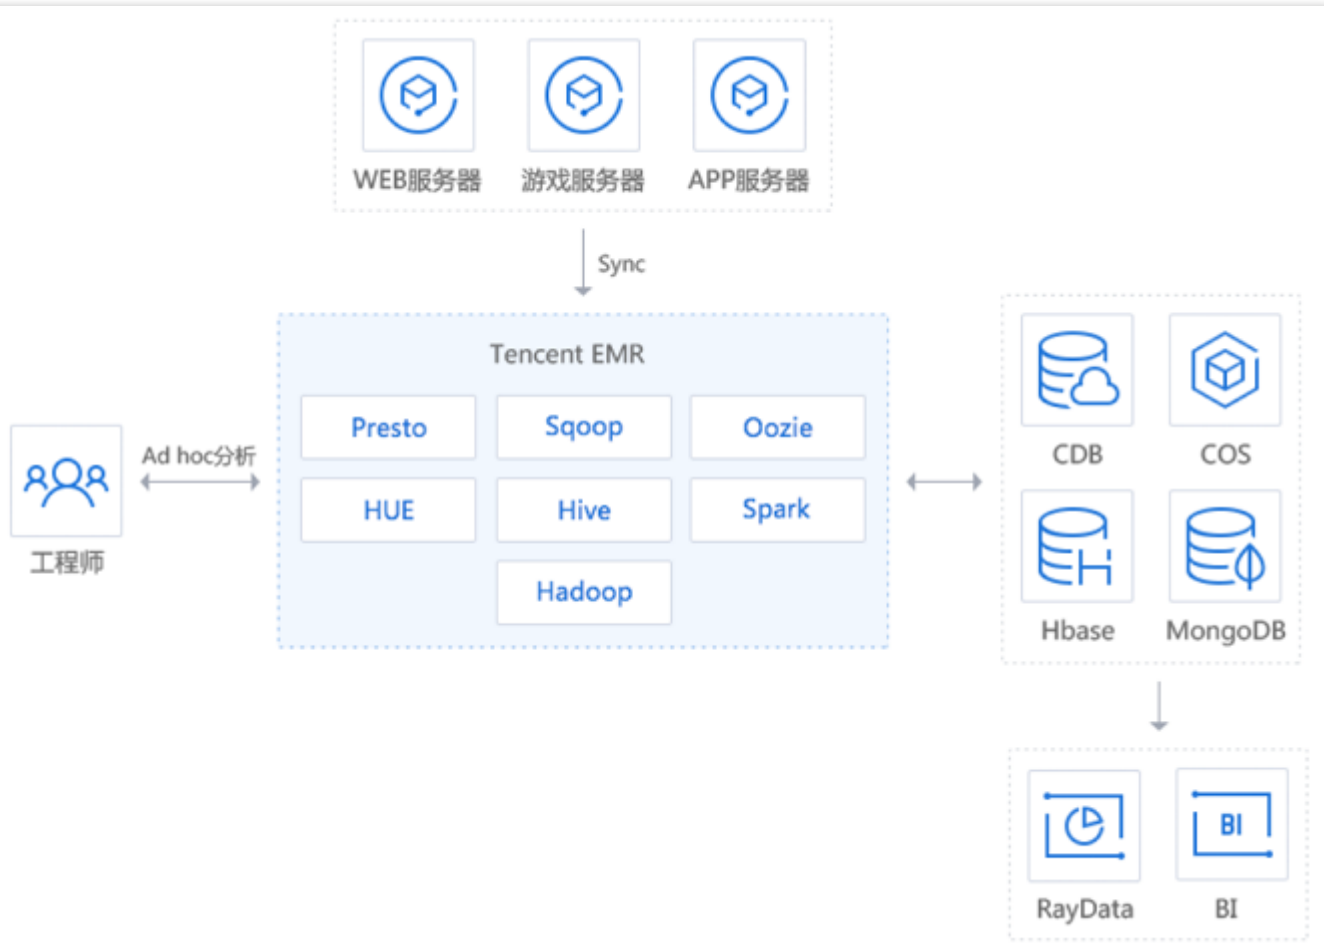 WEB服务器
游戏服务器
APP服务器
Sync
Tencent EMR
Presto
Sqoop
Oozie
HUE
Hive
Spark
Hadoop
Ad hoc分析
工程师
CDB
COS
Hbase
MongoDB
BI
RayData
BI